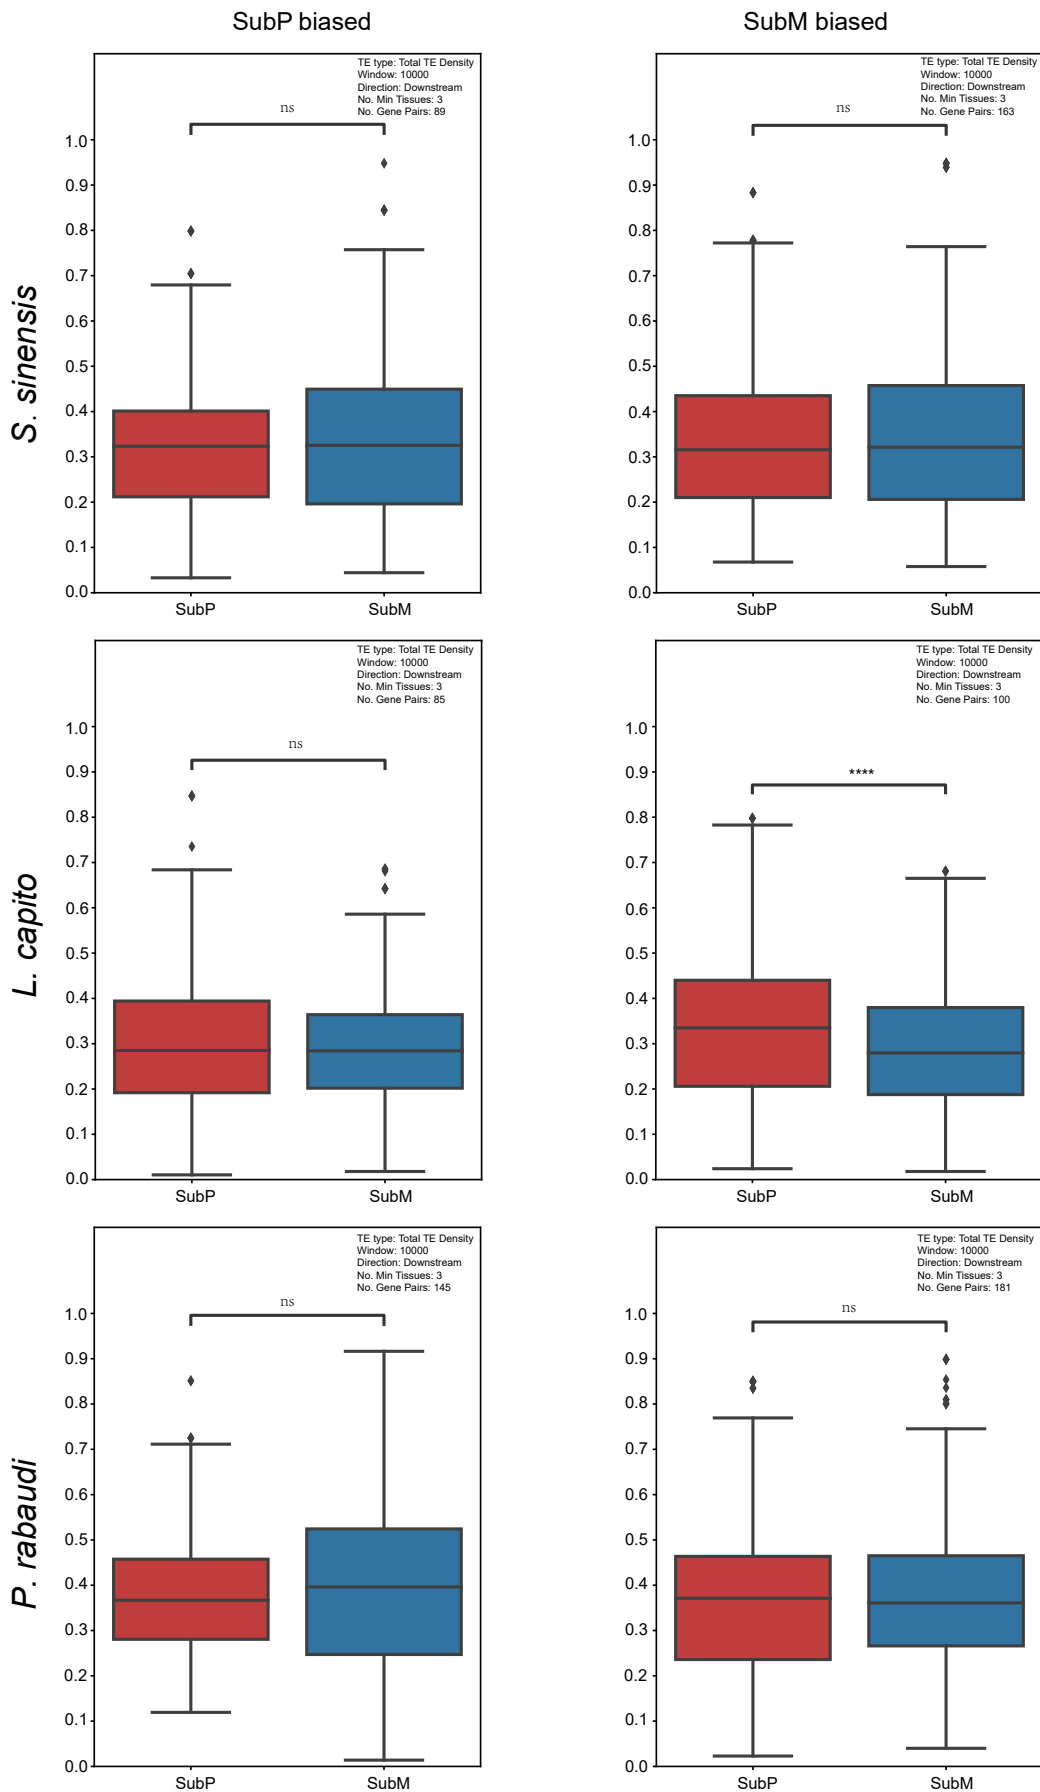 SubP biased
SubM biased
S. sinensis
TE type: Total TE Density
Window: 10000
Direction: Downstream
No. Min Tissues: 3
No. Gene Pairs: 89
ns
1.0
0.9
0.8
0.7
0.6
0.5
0.4
0.3
0.2
0.1
0.0
SubP
SubM
TE type: Total TE Density
Window: 10000
Direction: Downstream
No. Min Tissues: 3
No. Gene Pairs: 163
ns
1.0
0.9
0.8
0.7
0.6
0.5
0.4
0.3
0.2
0.1
0.0
SubP
SubM
L. capito
TE type: Total TE Density
Window: 10000
Direction: Downstream
No. Min Tissues: 3
No. Gene Pairs: 85
ns
1.0
0.9
0.8
0.7
0.6
0.5
0.4
0.3
0.2
0.1
0.0
SubP
SubM
TE type: Total TE Density
Window: 10000
Direction: Downstream
No. Min Tissues: 3
No. Gene Pairs: 100
****
1.0
0.9
0.8
0.7
0.6
0.5
0.4
0.3
0.2
0.1
0.0
SubP
SubM
P. rabaudi
TE type: Total TE Density
Window: 10000
Direction: Downstream
No. Min Tissues: 3
No. Gene Pairs: 145
ns
1.0
0.9
0.8
0.7
0.6
0.5
0.4
0.3
0.2
0.1
0.0
SubP
SubM
TE type: Total TE Density
Window: 10000
Direction: Downstream
No. Min Tissues: 3
No. Gene Pairs: 181
ns
1.0
0.9
0.8
0.7
0.6
0.5
0.4
0.3
0.2
0.1
0.0
SubP
SubM